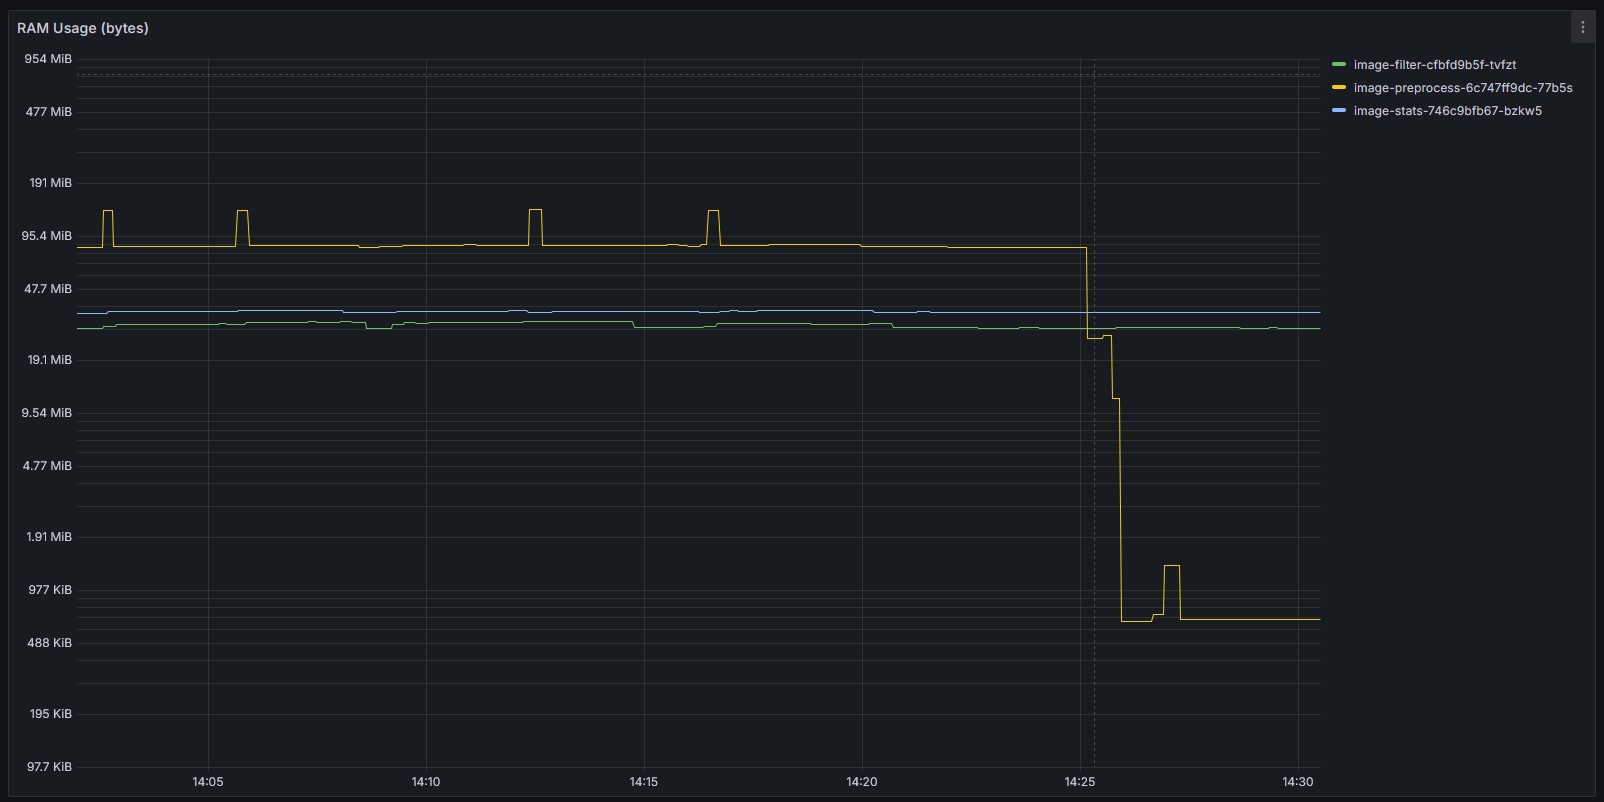 RAM Usage (bytes)
954 MiB
477 MiB
191 MiB
95.4 MiB
47.7 MiB
19.1 MiB
9.54 MiB
4.77 MiB
1.91 MiB
977 KiB
488 KiB
195 KiB
97.7 KiB
14:05 14:10 14:15 14:20 14:25 14:30
image-filter-cfbfd9b5f-tvfzt
image-preprocess-6c747ff9dc-77b5s
image-stats-746c9bfb67-bzkw5